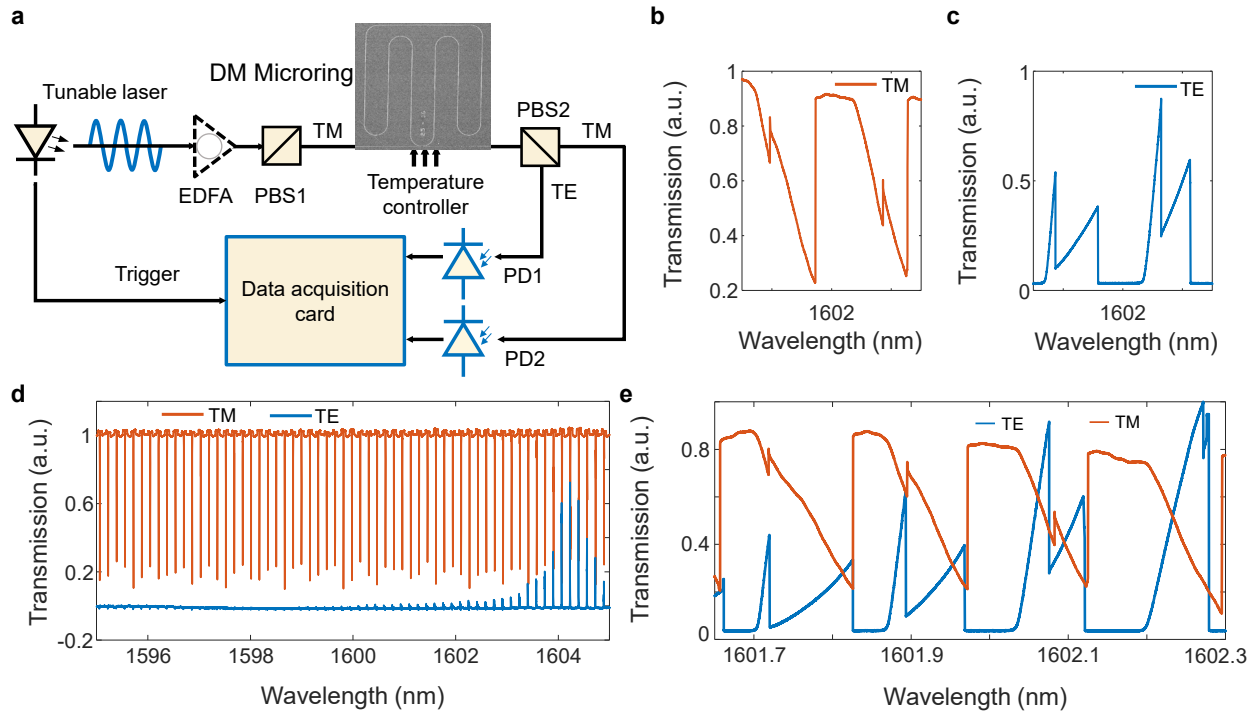 a
DM Microring
Tunable laser
EDFA
PBS1
TM
PBS2
TM
TE
Temperature
controller
Trigger
Data acquisition
card
PD1
PD2
b
TM
Transmission (a.u.)
1
0.8
0.6
0.4
0.2
1602
Wavelength (nm)
c
TE
Transmission (a.u.)
1
0.5
0
1602
Wavelength (nm)
d
TM
TE
Transmission (a.u.)
1
0.6
0.2
-0.2
1596
1598
1600
1602
1604
Wavelength (nm)
e
TE
TM
Transmission (a.u.)
0.8
0.4
0
1601.7
1601.9
1602.1
1602.3
Wavelength (nm)